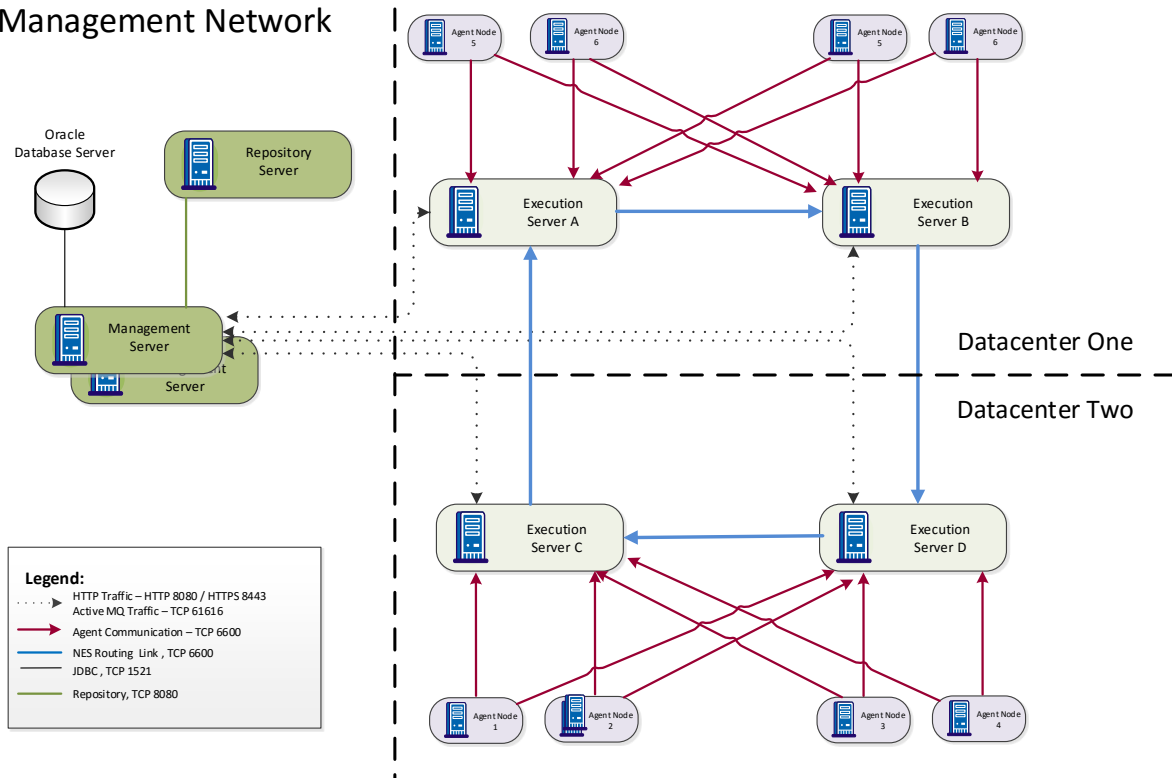 Management Network
Agent Node
5
Agent Node
6
Agent Node
5
Agent Node
6
Oracle
Database Server
Repository
Server
Execution
Server A
Execution
Server B
Management
Server
nt
Server
Datacenter One
Datacenter Two
Execution
Server C
Execution
Server D
Legend:
HTTP Traffic – HTTP 8080 / HTTPS 8443
Active MQ Traffic – TCP 61616
Agent Communication – TCP 6600
NES Routing Link , TCP 6600
JDBC , TCP 1521
Repository, TCP 8080
Agent Node
1
Agent Node
2
Agent Node
3
Agent Node
4